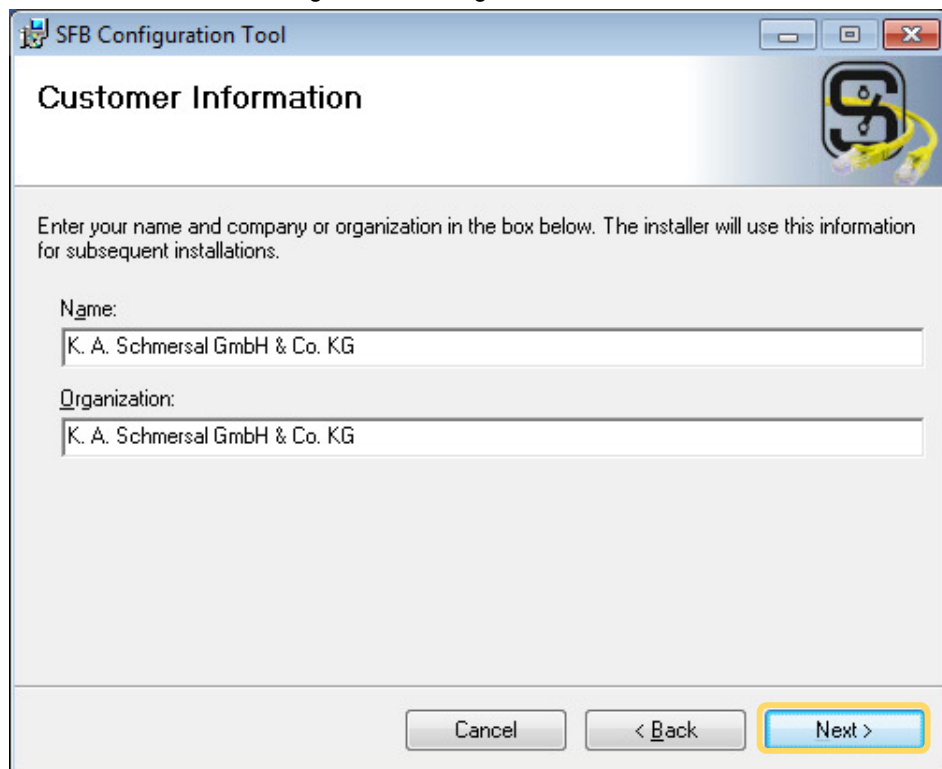 SFB Configuration Tool
Customer Information
Enter your name and company or organization in the box below. The installer will use this information
for subsequent installations.
Name:
K. A. Schmersal GmbH & Co. KG
Organization:
K. A. Schmersal GmbH & Co. KG
Cancel
< Back
Next >